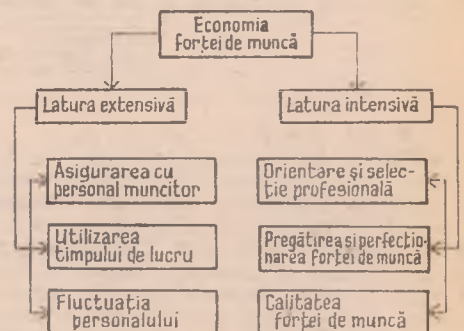 Economia
forței de muncă
Latura extensivă
Latura intensivă
Asigurarea cu
personal muncitor
Orientare și selec-
ție profesională
Utilizarea
timpului de lucru
Pregătirea și perfecțio-
narea forței de muncă
Fluctuația
personalului
Calitatea
forței de muncă